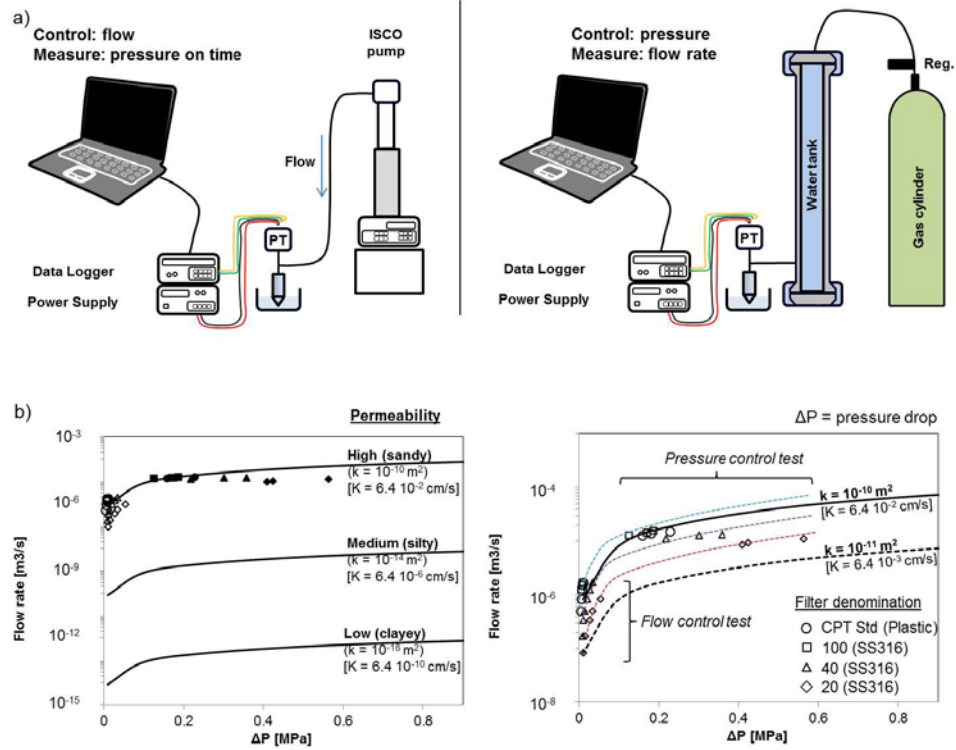 a)
Control: flow
Measure: pressure on time
ISCO
pump
Flow
PT
Data Logger
Power Supply
Control: pressure
Measure: flow rate
Reg.
Water tank
Gas cylinder
PT
Data Logger
Power Supply
b)
Permeability
High (sandy)
(k = 10-10 m2)
[K = 6.4 10-2 cm/s]
Medium (silty)
(k = 10-14 m2)
[K = 6.4 10-6 cm/s]
Low (clayey)
(k = 10-18 m2)
[K = 6.4 10-10 cm/s]
Flow rate [m3/s]
10-3
10-6
10-9
10-12
10-15
0
0.2
0.4
0.6
0.8
ΔP [MPa]
ΔP = pressure drop
Pressure control test
k = 10-10 m2
[K = 6.4 10-2 cm/s]
k = 10-11 m2
[K = 6.4 10-3 cm/s]
Flow control test
Filter denomination
CPT Std (Plastic)
100 (SS316)
40 (SS316)
20 (SS316)
Flow rate [m3/s]
10-4
10-6
10-8
0
0.2
0.4
0.6
0.8
ΔP [MPa]